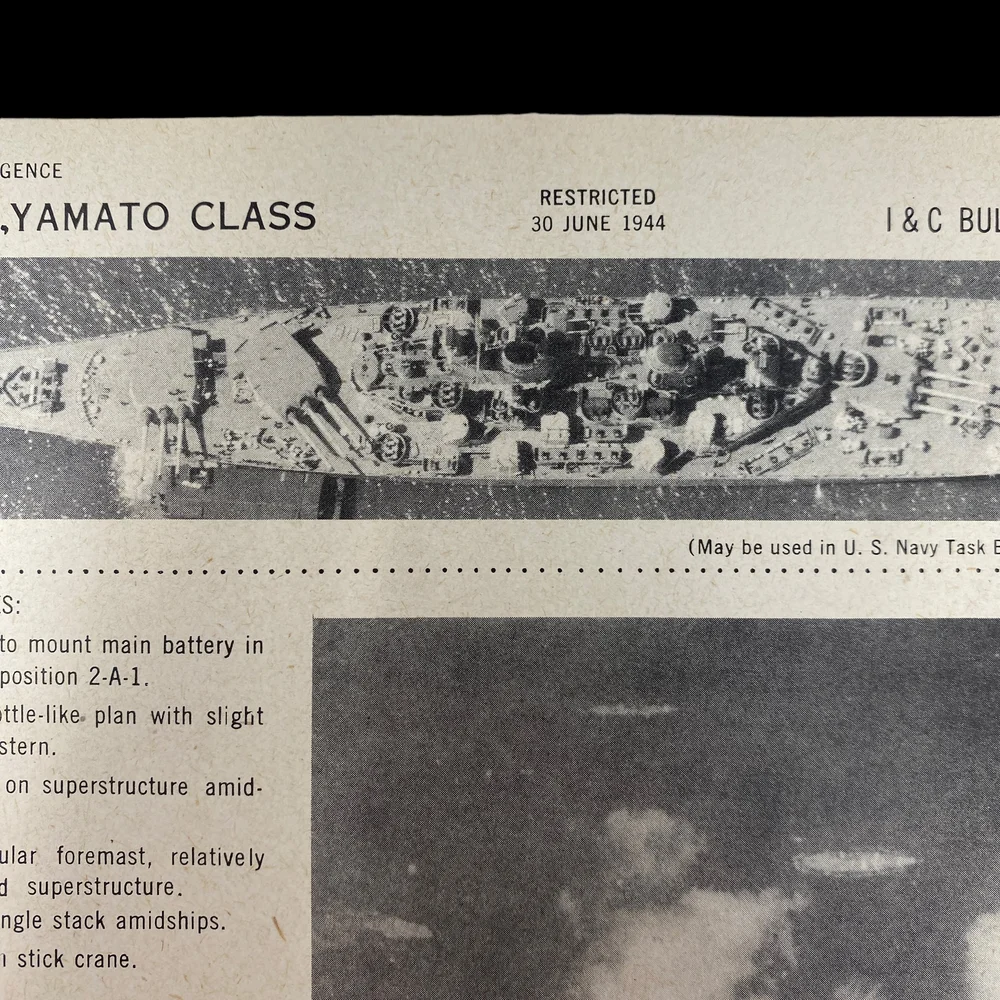 GENCE
,YAMATO CLASS
RESTRICTED
30 JUNE 1944
I & C BUL
(May be used in U. S. Navy Task E
ES:
to mount main battery in
position 2-A-1.
ottle-like plan with slight
stern.
on superstructure amid-
ular foremast, relatively
d superstructure.
ngle stack amidships.
n stick crane.